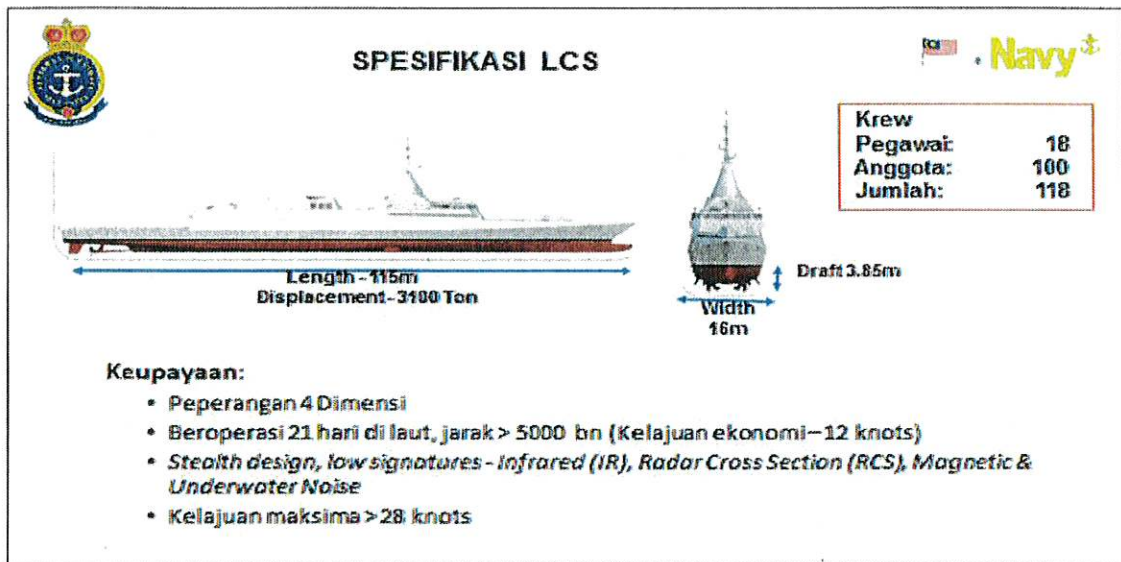 SPESIFIKASI LCS
Navy
Krew
Pegawai: 18
Anggota: 100
Jumlah: 118
Length - 115m
Displacement - 3100 Ton
Draft 3.85m
Width
16m
Keupayaan:
• Peperangan 4 Dimensi
• Beroperasi 21 hari di laut, jarak > 5000 bn (Kelajuan ekonomi – 12 knots)
• Stealth design, low signatures - Infrared (IR), Radar Cross Section (RCS), Magnetic &
Underwater Noise
• Kelajuan maksima > 28 knots